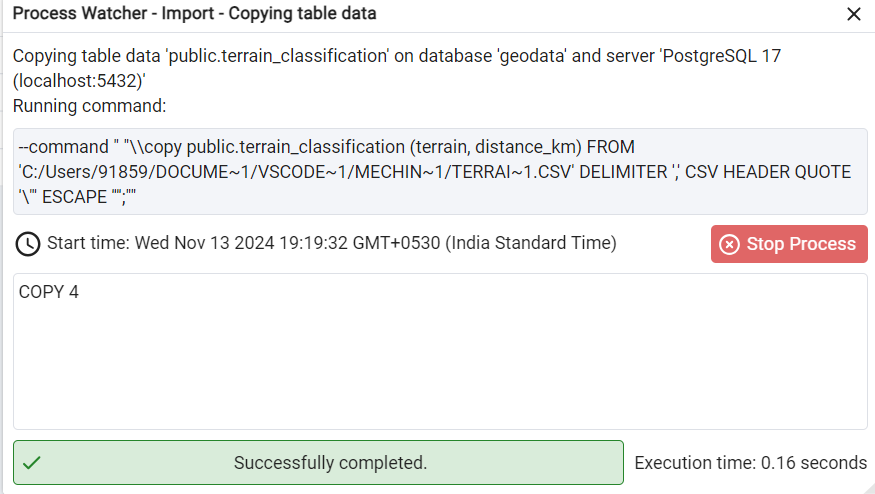 Process Watcher - Import - Copying table data
Copying table data 'public.terrain_classification' on database 'geodata' and server 'PostgreSQL 17
(localhost:5432)'
Running command:
--command " "\\copy public.terrain_classification (terrain, distance_km) FROM
'C:/Users/91859/DOCUME~1/VSCODE~1/MECHIN~1/TERRAI~1.CSV' DELIMITER ',' CSV HEADER QUOTE
'\"' ESCAPE '''';""
Start time: Wed Nov 13 2024 19:19:32 GMT+0530 (India Standard Time)
Stop Process
COPY 4
Successfully completed.
Execution time: 0.16 seconds